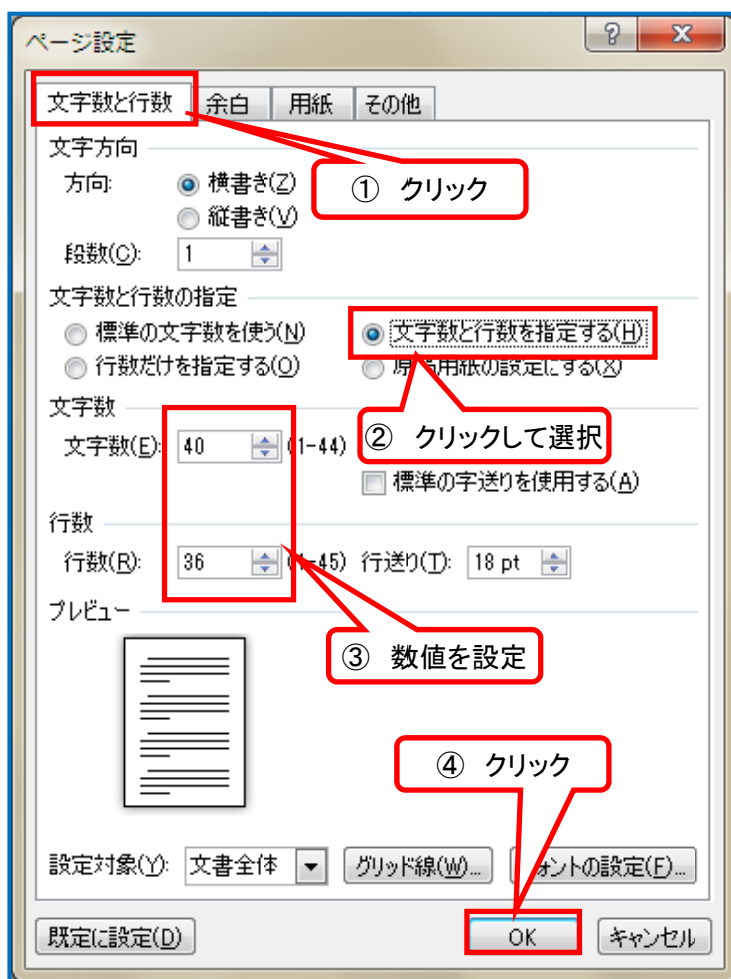 ページ設定
文字数と行数 余白 用紙 その他
文字方向
方向: 横書き(Z)
① クリック
縦書き(V)
段数(C): 1
文字数と行数の指定
標準の文字数を使う(N) 文字数と行数を指定する(H)
行数だけを指定する(O) 原稿用紙の設定にする(X)
文字数
② クリックして選択
文字数(E): 40 (1-44)
標準の字送りを使用する(A)
行数
行数(R): 36 (1-45) 行送り(T): 18 pt
プレビュー
③ 数値を設定
④ クリック
設定対象(Y): 文書全体 グリッド線(W)... フォントの設定(F)...
既定に設定(D) OK キャンセル